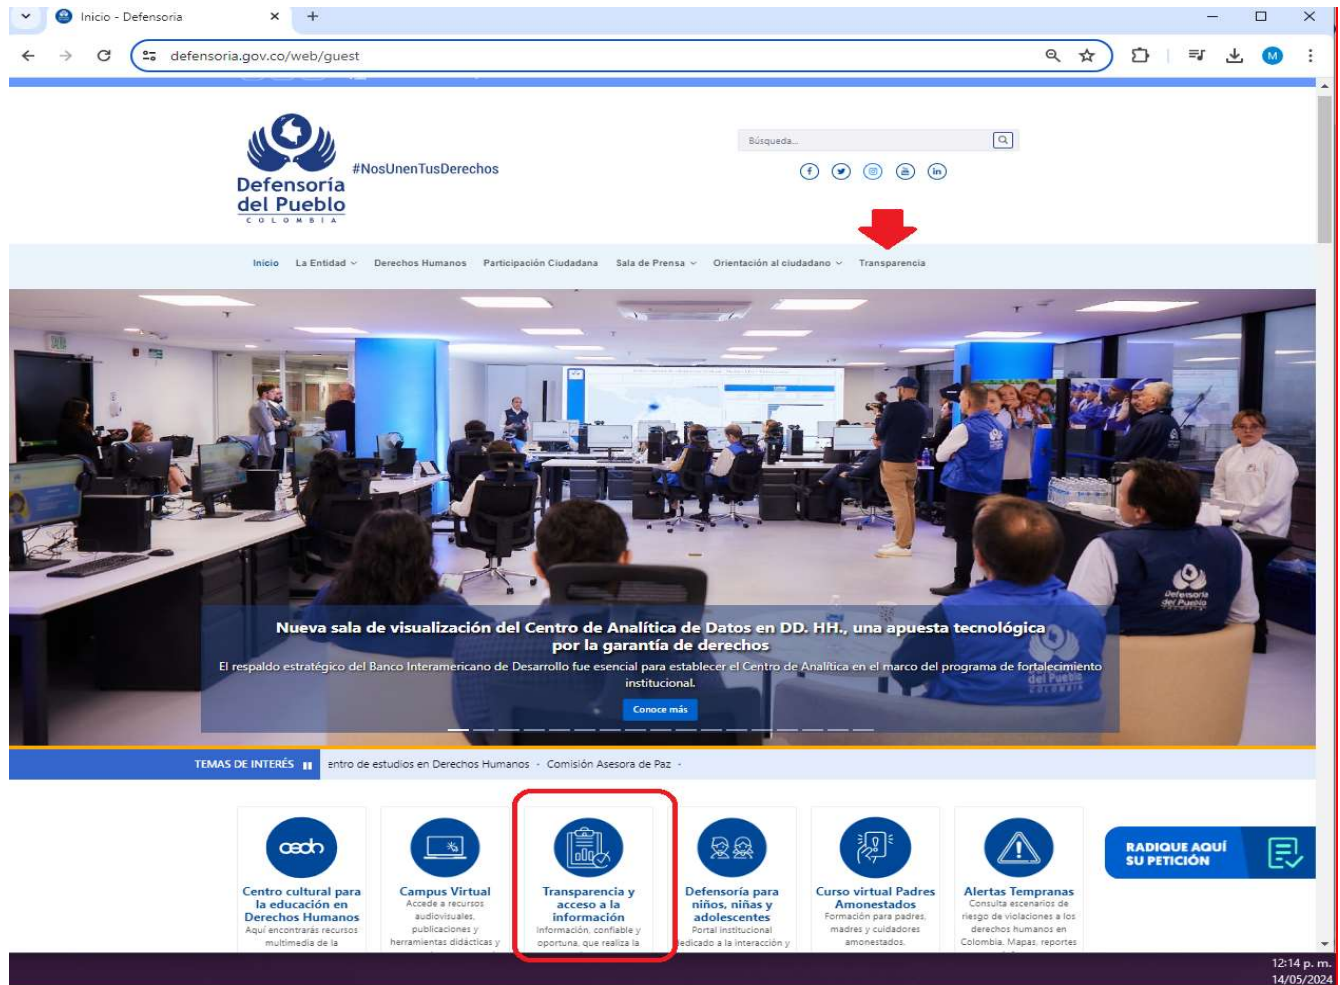 Inicio - Defensoria
defensoria.gov.co/web/guest
M
Búsqueda...
#NosUnenTusDerechos
Defensoría
del Pueblo
COLOMBIA
Inicio La Entidad Derechos Humanos Participación Ciudadana Sala de Prensa Orientación al ciudadano Transparencia
Defensoría
del Pueblo
Nueva sala de visualización del Centro de Analítica de Datos en DD. HH., una apuesta tecnológica
por la garantía de derechos
El respaldo estratégico del Banco Interamericano de Desarrollo fue esencial para establecer el Centro de Analítica en el marco del programa de fortalecimiento
institucional.
del Pueblo
COLOMBIA
Conoce más
TEMAS DE INTERÉS entro de estudios en Derechos Humanos - Comisión Asesora de Paz -
cedh
Centro cultural para
la educación en
Derechos Humanos
Aquí encontrarás recursos
multimedia de la
Campus Virtual
Accede a recursos
audiovisuales,
publicaciones y
herramientas didácticas y
Transparencia y
acceso a la
información
Información, confiable y
oportuna, que realiza la
Defensoría para
niños, niñas y
adolescentes
Portal institucional
dedicado a la interacción y
Curso virtual Padres
Amonestados
Formación para padres,
madres y cuidadores
amonestados.
Alertas Tempranas
Consulta escenarios de
riesgo de violaciones a los
derechos humanos en
Colombia. Mapas, reportes
RADIQUE AQUÍ
SU PETICIÓN
12:14 p. m.
14/05/2024